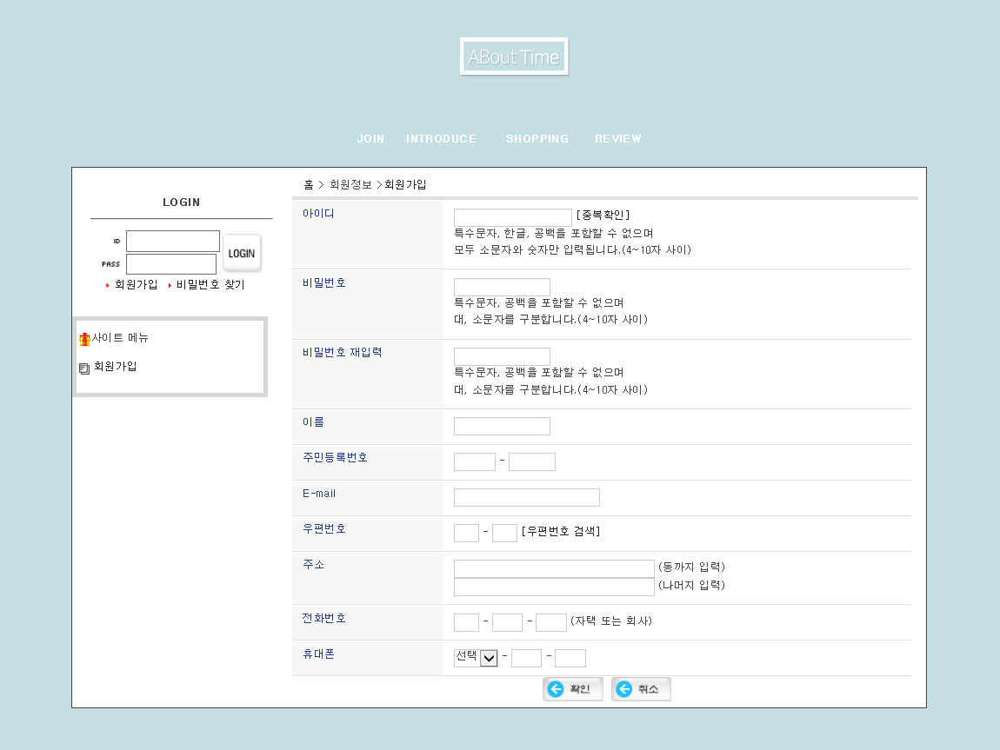 ABout Time
JOIN INTRODUCE SHOPPING REVIEW
홈 > 회원정보 >회원가입
LOGIN
ID
PASS
LOGIN
회원가입 비밀번호 찾기
사이트 메뉴
회원가입
아이디 [중복확인]
특수문자, 한글, 공백을 포함할 수 없으며
모두 소문자와 숫자만 입력됩니다.(4~10자 사이)
비밀번호
특수문자, 공백을 포함할 수 없으며
대, 소문자를 구분합니다.(4~10자 사이)
비밀번호 재입력
특수문자, 공백을 포함할 수 없으며
대, 소문자를 구분합니다.(4~10자 사이)
이름
주민등록번호 -
E-mail
우편번호 - [우편번호 검색]
주소 (동까지 입력)
(나머지 입력)
전화번호 - - (자택 또는 회사)
휴대폰 선택 - -
확인 취소